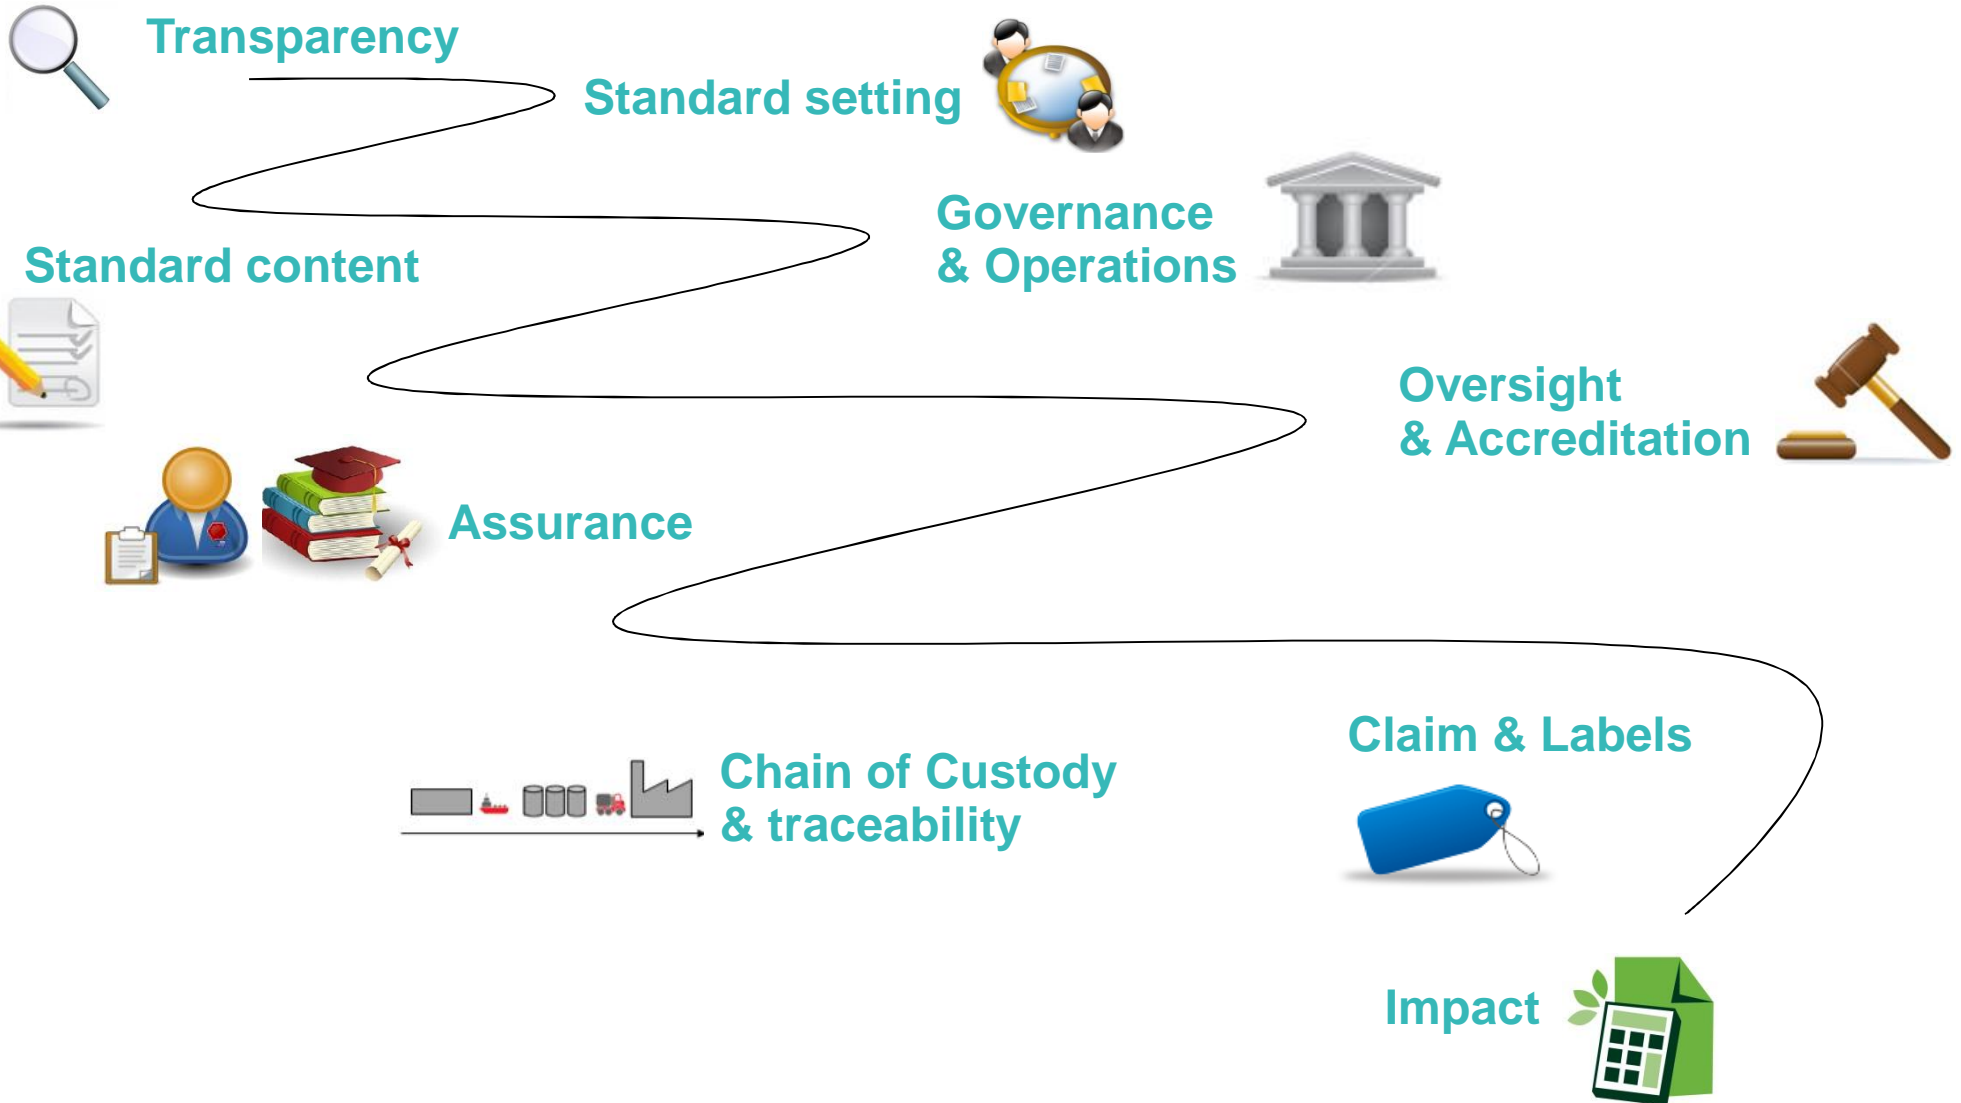 Transparency
Standard setting
Governance
& Operations
Standard content
Oversight
& Accreditation
Assurance
Claim & Labels
Chain of Custody
& traceability
Impact